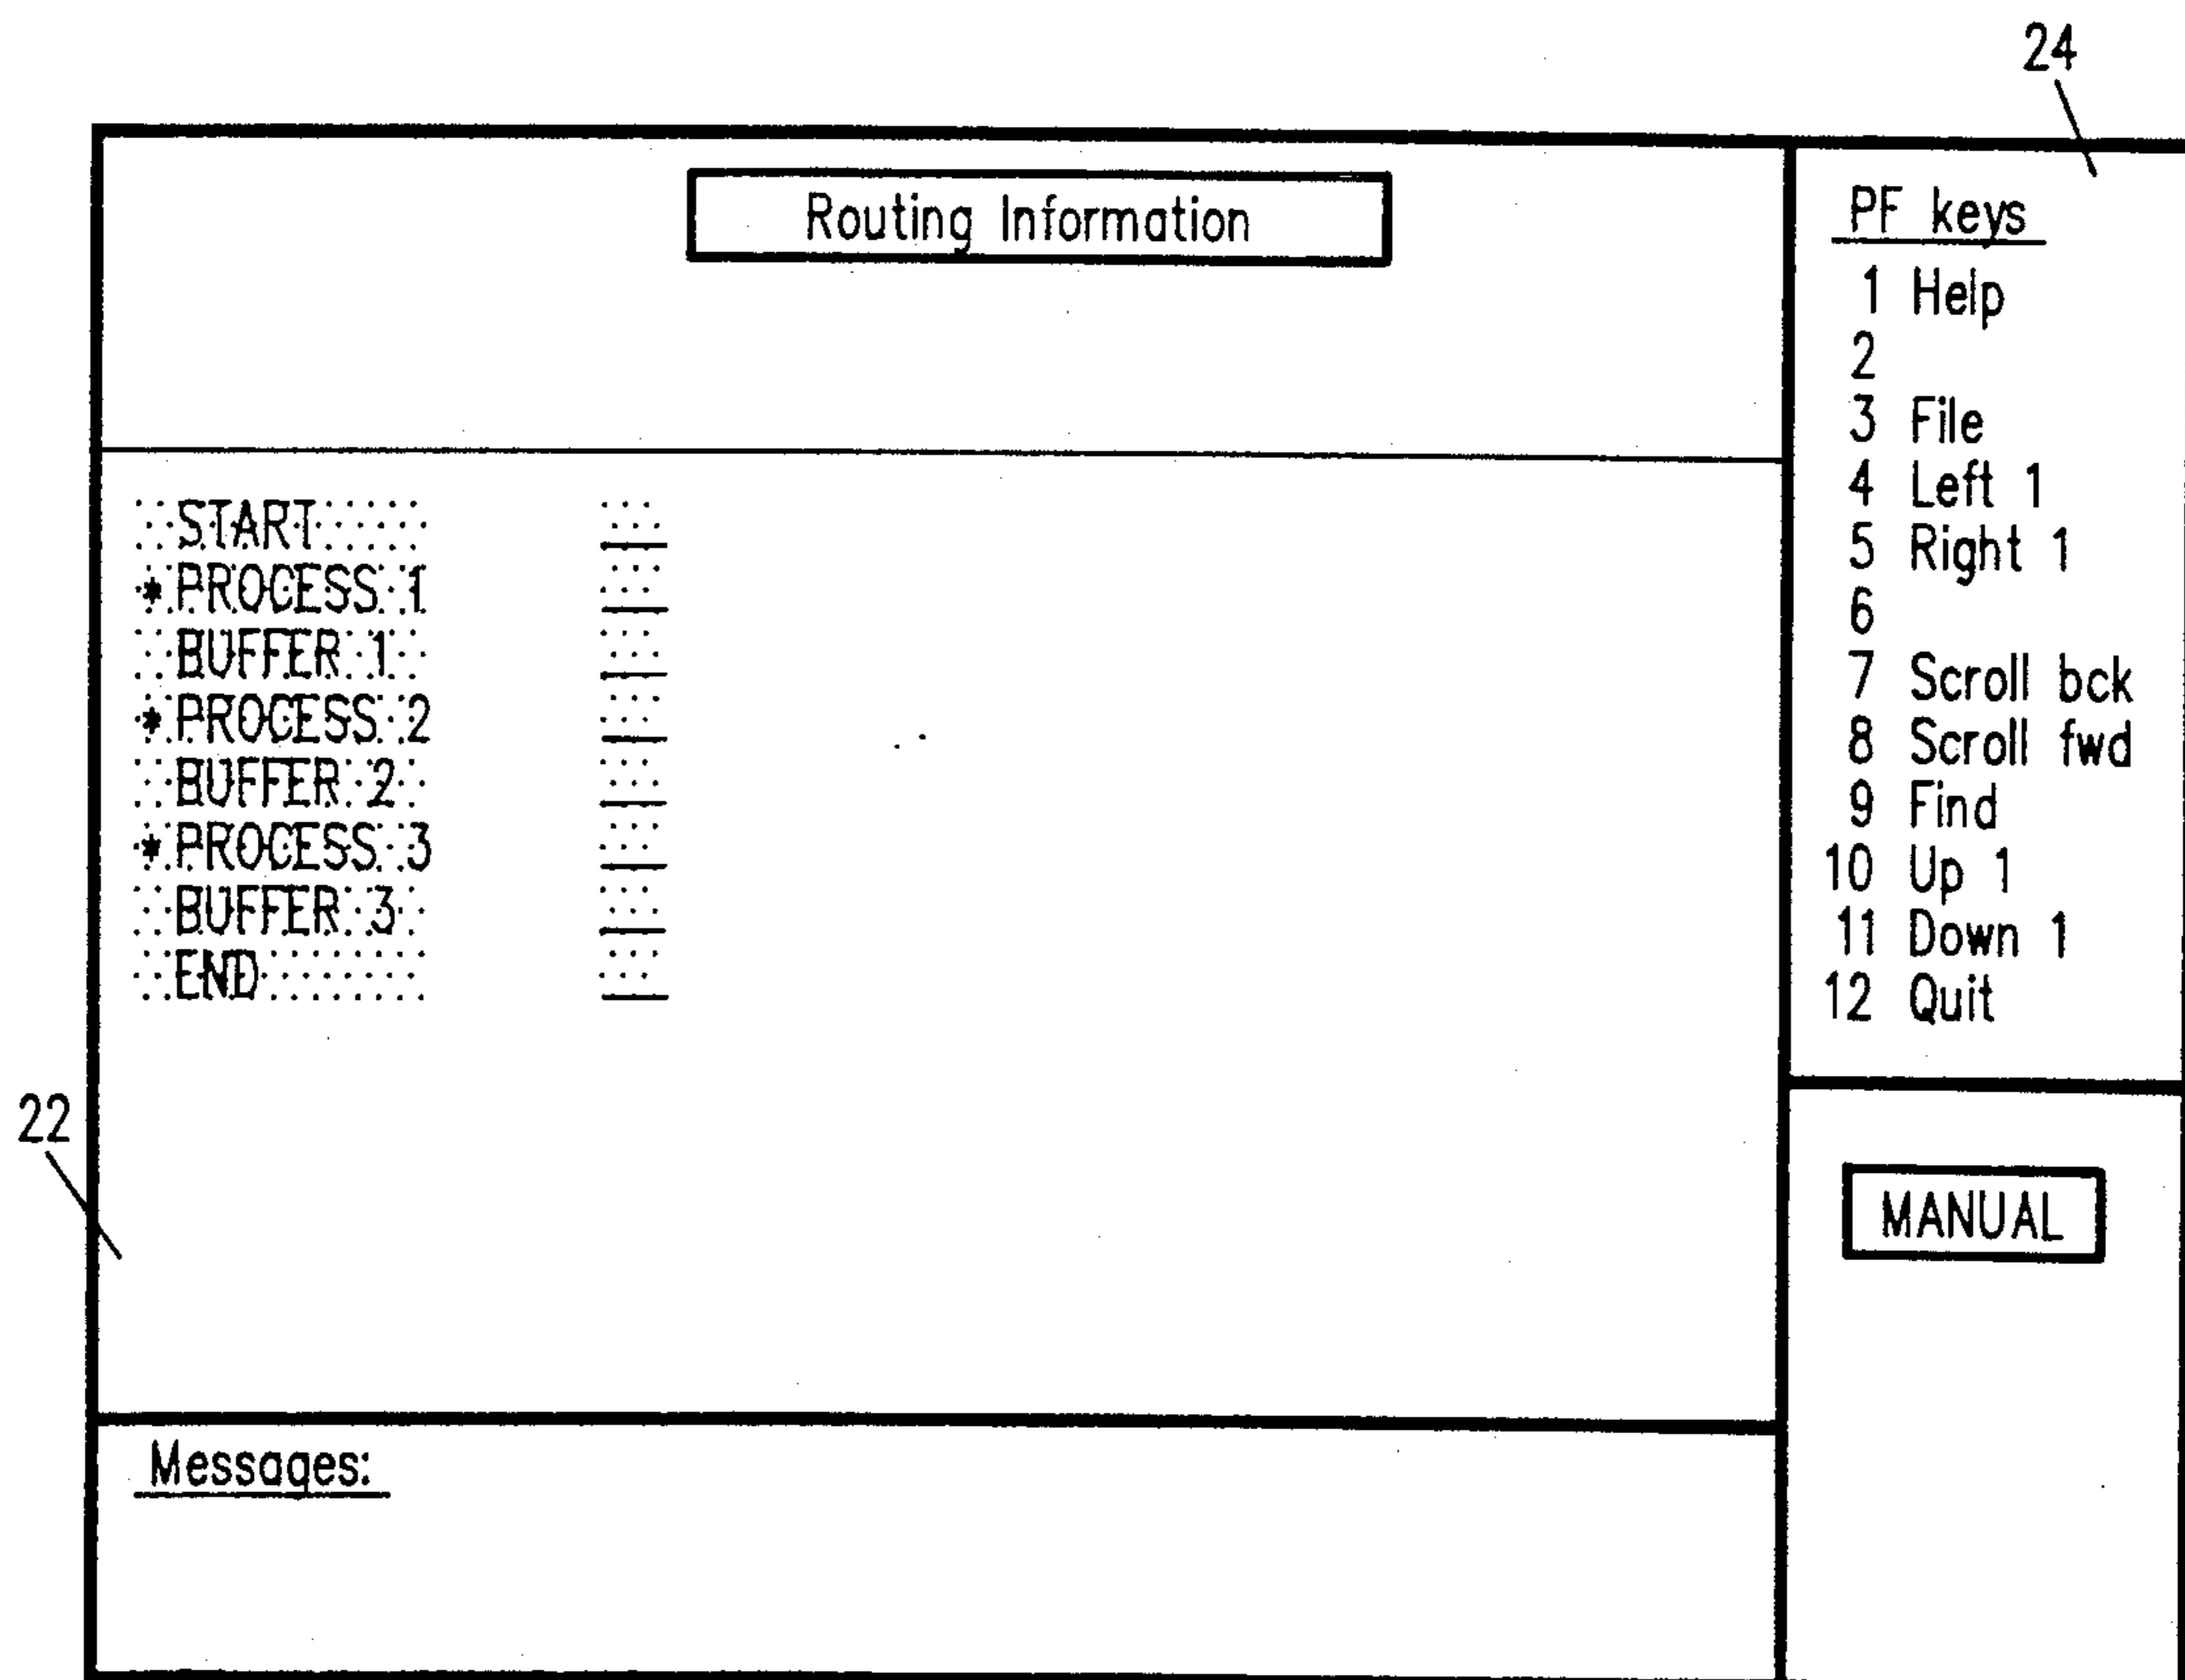 24
Routing Information
START
* PROCESS 1
BUFFER 1
* PROCESS 2
BUFFER 2
* PROCESS 3
BUFFER 3
END
22
Messages:
PF keys
1 Help
2
3 File
4 Left 1
5 Right 1
6
7 Scroll bck
8 Scroll fwd
9 Find
10 Up 1
11 Down 1
12 Quit
MANUAL